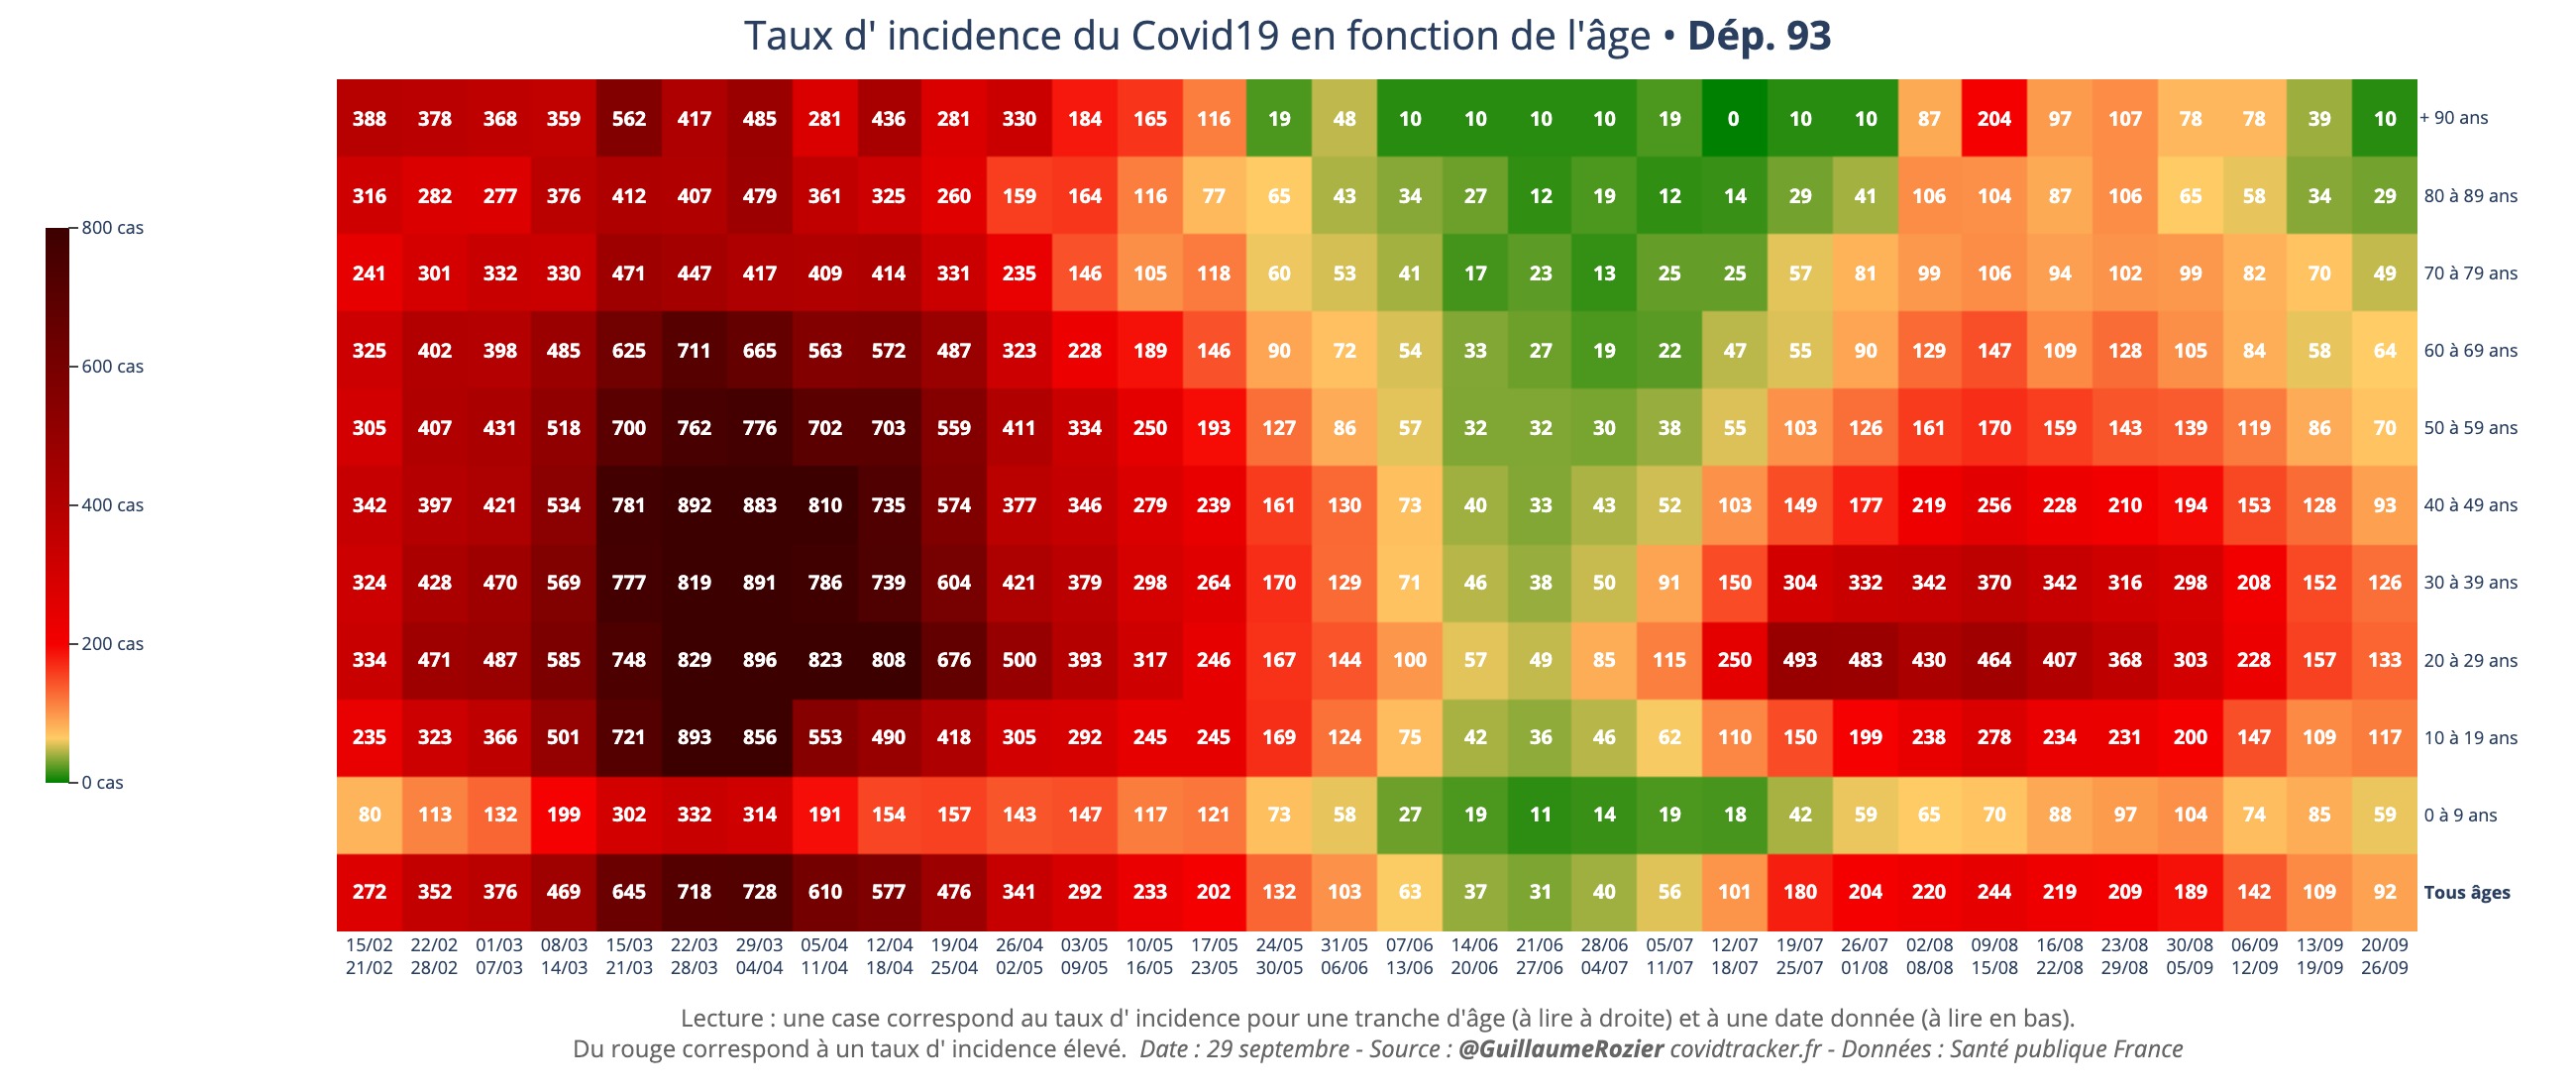 Taux d' incidence du Covid19 en fonction de l'âge • Dép. 93
800 cas
600 cas
400 cas
200 cas
0 cas
388 378 368 359 562 417 485 281 436 281 330 184 165 116 19 48 10 10 10 10 19 0 10 10 87 204 97 107 78 78 39 10 + 90 ans
316 282 277 376 412 407 479 361 325 260 159 164 116 77 65 43 34 27 12 19 12 14 29 41 106 104 87 106 65 58 34 29 80 à 89 ans
241 301 332 330 471 447 417 409 414 331 235 146 105 118 60 53 41 17 23 13 25 25 57 81 99 106 94 102 99 82 70 49 70 à 79 ans
325 402 398 485 625 711 665 563 572 487 323 228 189 146 90 72 54 33 27 19 22 47 55 90 129 147 109 128 105 84 58 64 60 à 69 ans
305 407 431 518 700 762 776 702 703 559 411 334 250 193 127 86 57 32 32 30 38 55 103 126 161 170 159 143 139 119 86 70 50 à 59 ans
342 397 421 534 781 892 883 810 735 574 377 346 279 239 161 130 73 40 33 43 52 103 149 177 219 256 228 210 194 153 128 93 40 à 49 ans
324 428 470 569 777 819 891 786 739 604 421 379 298 264 170 129 71 46 38 50 91 150 304 332 342 370 342 316 298 208 152 126 30 à 39 ans
334 471 487 585 748 829 896 823 808 676 500 393 317 246 167 144 100 57 49 85 115 250 493 483 430 464 407 368 303 228 157 133 20 à 29 ans
235 323 366 501 721 893 856 553 490 418 305 292 245 245 169 124 75 42 36 46 62 110 150 199 238 278 234 231 200 147 109 117 10 à 19 ans
80 113 132 199 302 332 314 191 154 157 143 147 117 121 73 58 27 19 11 14 19 18 42 59 65 70 88 97 104 74 85 59 0 à 9 ans
272 352 376 469 645 718 728 610 577 476 341 292 233 202 132 103 63 37 31 40 56 101 180 204 220 244 219 209 189 142 109 92 Tous âges
15/02 22/02 01/03 08/03 15/03 22/03 29/03 05/04 12/04 19/04 26/04 03/05 10/05 17/05 24/05 31/05 07/06 14/06 21/06 28/06 05/07 12/07 19/07 26/07 02/08 09/08 16/08 23/08 30/08 06/09 13/09 20/09
21/02 28/02 07/03 14/03 21/03 28/03 04/04 11/04 18/04 25/04 02/05 09/05 16/05 23/05 30/05 06/06 13/06 20/06 27/06 04/07 11/07 18/07 25/07 01/08 08/08 15/08 22/08 29/08 05/09 12/09 19/09 26/09
Lecture : une case correspond au taux d' incidence pour une tranche d'âge (à lire à droite) et à une date donnée (à lire en bas).
Du rouge correspond à un taux d' incidence élevé. Date : 29 septembre - Source : @GuillaumeRozier covidtracker.fr - Données : Santé publique France